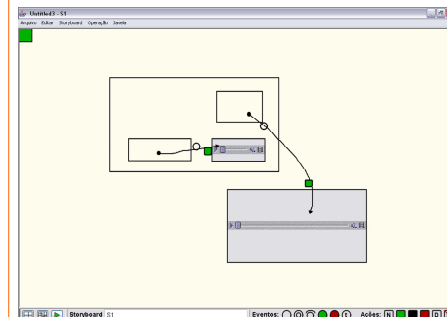 Untitled3 - S1
Arquivo Editar Storyboard Operação Janela
Storyboard S1 Eventos: Ações: N D